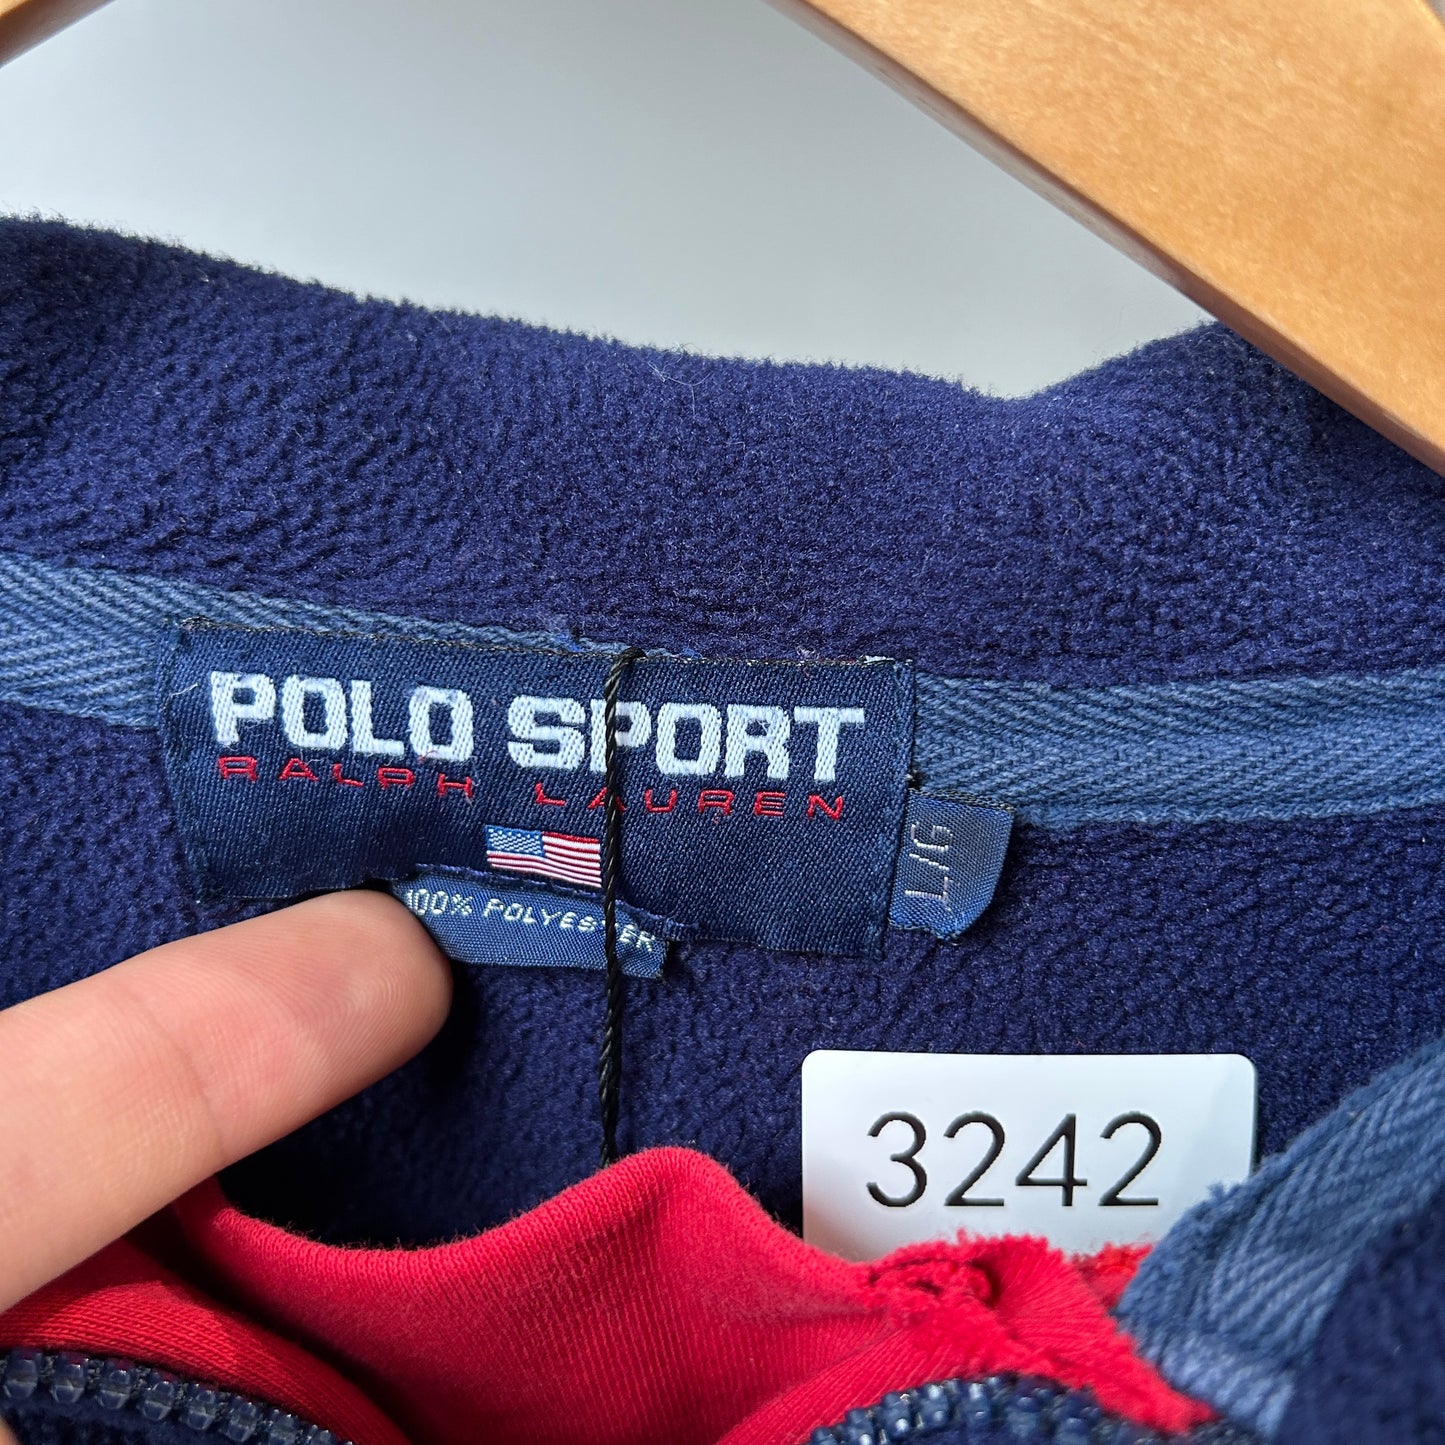 POLO SPORT
RALPH LAUREN
L/G
100% POLYESTER
3242